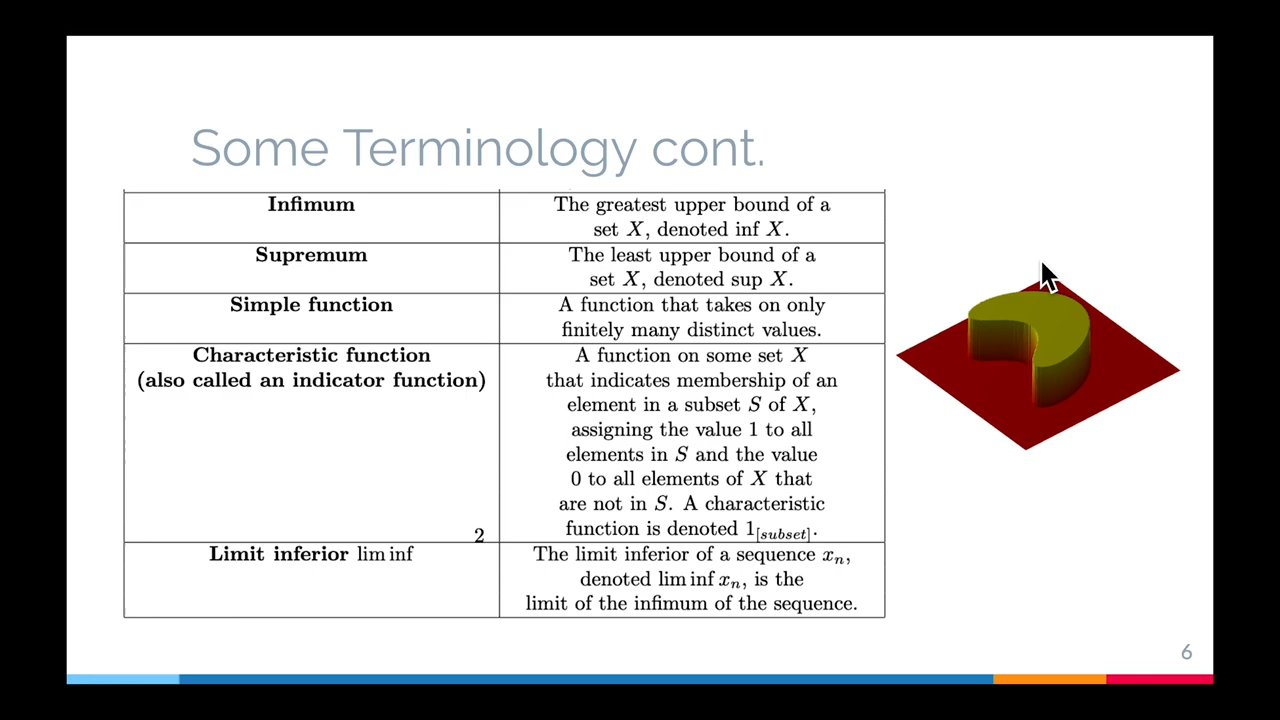 Some Terminology cont.
Infimum
The greatest upper bound of a
set X, denoted inf X.
Supremum
The least upper bound of a
set X, denoted sup X.
Simple function
A function that takes on only
finitely many distinct values.
Characteristic function
(also called an indicator function)
A function on some set X
that indicates membership of an
element in a subset S of X,
assigning the value 1 to all
elements in S and the value
0 to all elements of X that
are not in S. A characteristic
function is denoted 1_[subset].
2
Limit inferior lim inf
The limit inferior of a sequence xₙ,
denoted lim inf xₙ, is the
limit of the infimum of the sequence.
6